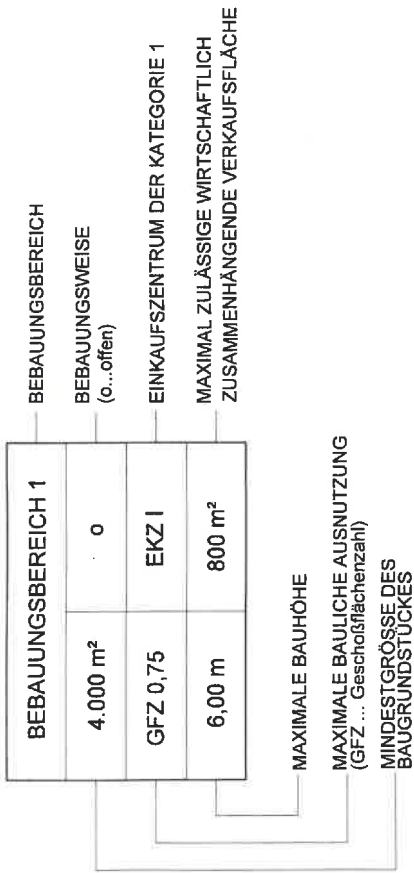 BEBAUUNGSBEREICH 1
4.000 m²
o
GFZ 0,75
EKZ I
6,00 m
800 m²
BEBAUUNGSBEREICH
BEBAUUNGSWEISE
(o...offen)
EINKAUFSZENTRUM DER KATEGORIE 1
MAXIMAL ZULÄSSIGE WIRTSCHAFTLICH
ZUSAMMENHÄNGENDE VERKAUFSFLÄCHE
MAXIMALE BAUHÖHE
MAXIMALE BAULICHE AUSNUTZUNG
(GFZ ... Geschoßflächenzahl)
MINDESTGRÖSSE DES
BAUGRUNDSTÜCKES